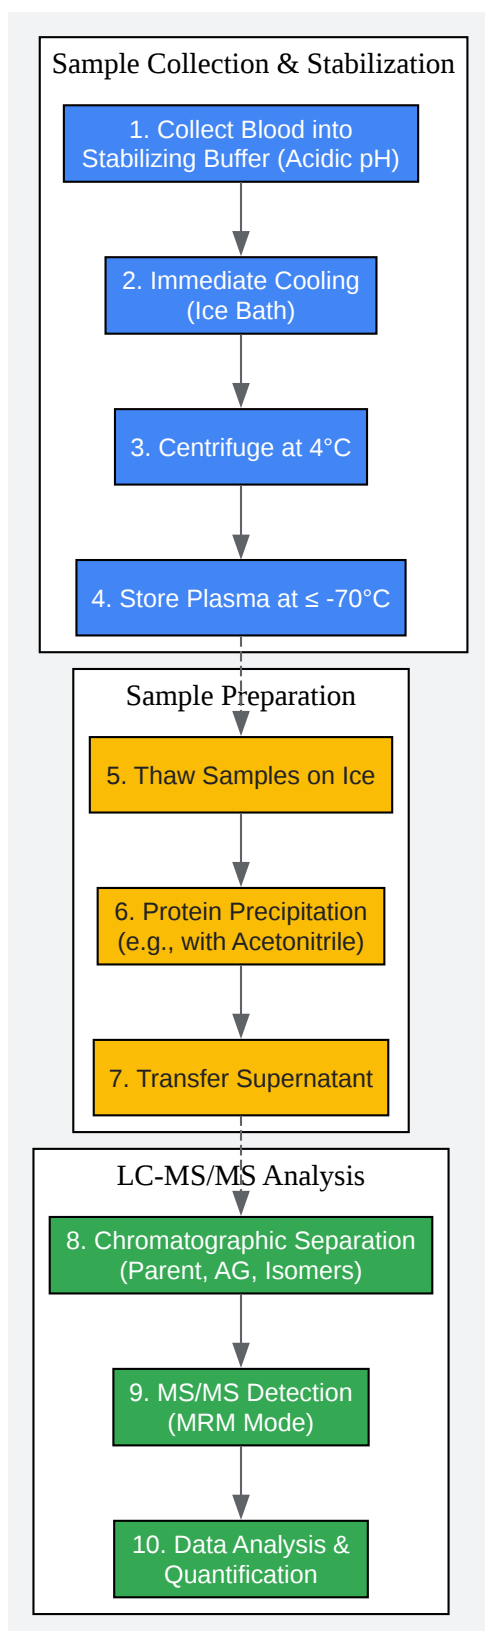 Sample Collection & Stabilization
1. Collect Blood into
Stabilizing Buffer (Acidic pH)
2. Immediate Cooling
(Ice Bath)
3. Centrifuge at 4°C
4. Store Plasma at ≤ -70°C
Sample Preparation
5. Thaw Samples on Ice
6. Protein Precipitation
(e.g., with Acetonitrile)
7. Transfer Supernatant
LC-MS/MS Analysis
8. Chromatographic Separation
(Parent, AG, Isomers)
9. MS/MS Detection
(MRM Mode)
10. Data Analysis &
Quantification